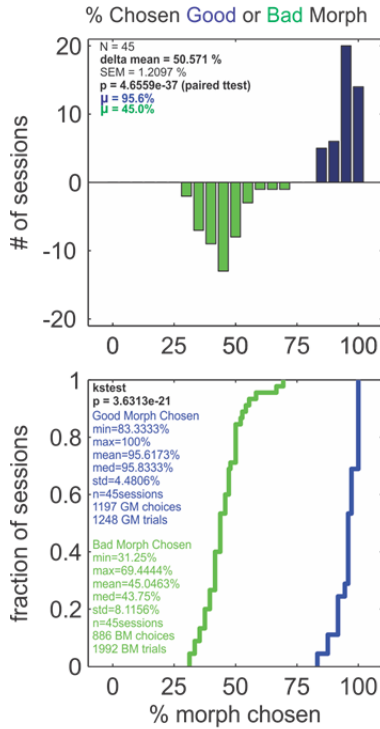 % Chosen Good or Bad Morph
N = 45
delta mean = 50.571 %
SEM = 1.2097 %
p = 4.6559e-37 (paired ttest)
μ = 95.6%
μ = 45.0%
# of sessions
20
10
0
-10
-20
0 25 50 75 100
kstest
p = 3.6313e-21
Good Morph Chosen
min=83.3333%
max=100%
mean=95.6173%
med=95.8333%
std=4.4806%
n=45sessions
1197 GM choices
1248 GM trials
Bad Morph Chosen
min=31.25%
max=69.4444%
mean=45.0463%
med=43.75%
std=8.1156%
n=45sessions
886 BM choices
1992 BM trials
fraction of sessions
1
0.8
0.6
0.4
0.2
0
0 25 50 75 100
% morph chosen